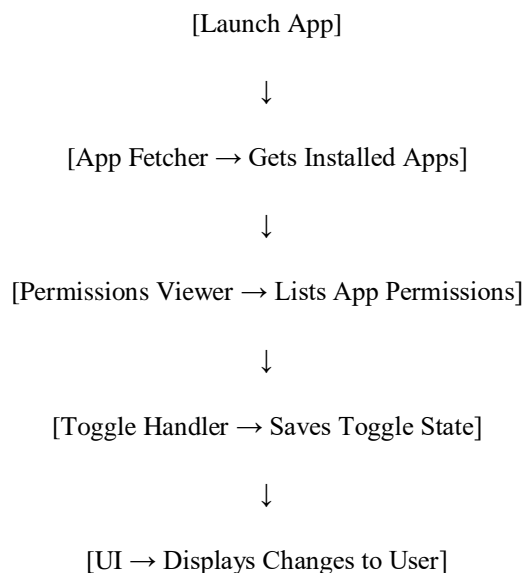 [Launch App]
↓
[App Fetcher → Gets Installed Apps]
↓
[Permissions Viewer → Lists App Permissions]
↓
[Toggle Handler → Saves Toggle State]
↓
[UI → Displays Changes to User]